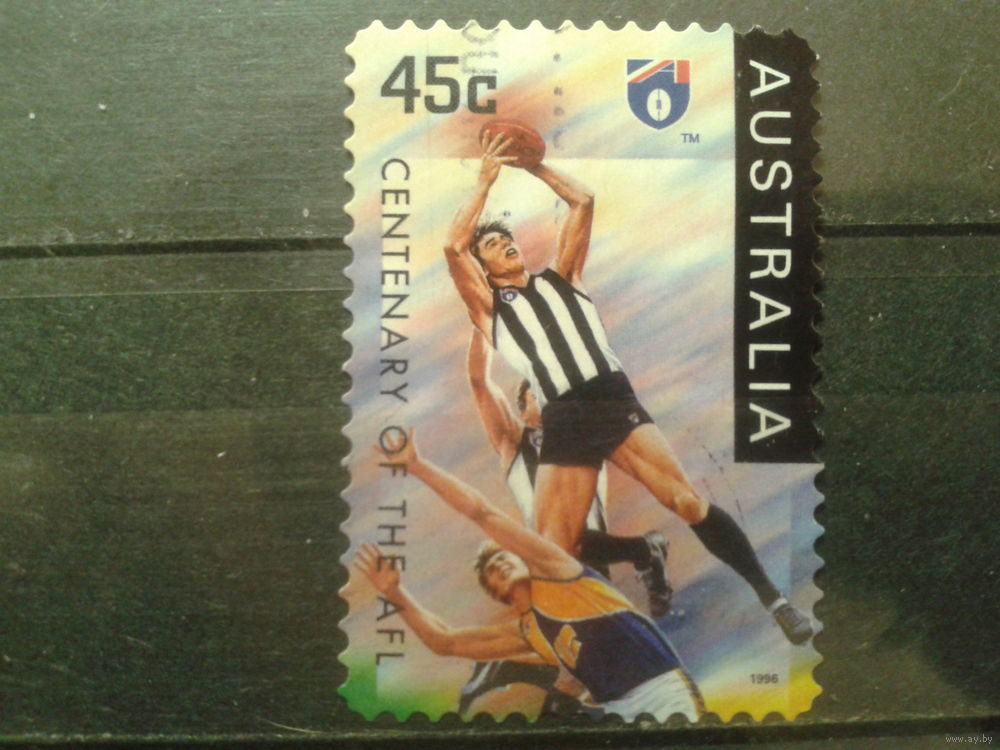 45c
TM
AUSTRALIA
CENTENARY OF THE AFL
1996
www.ay.by